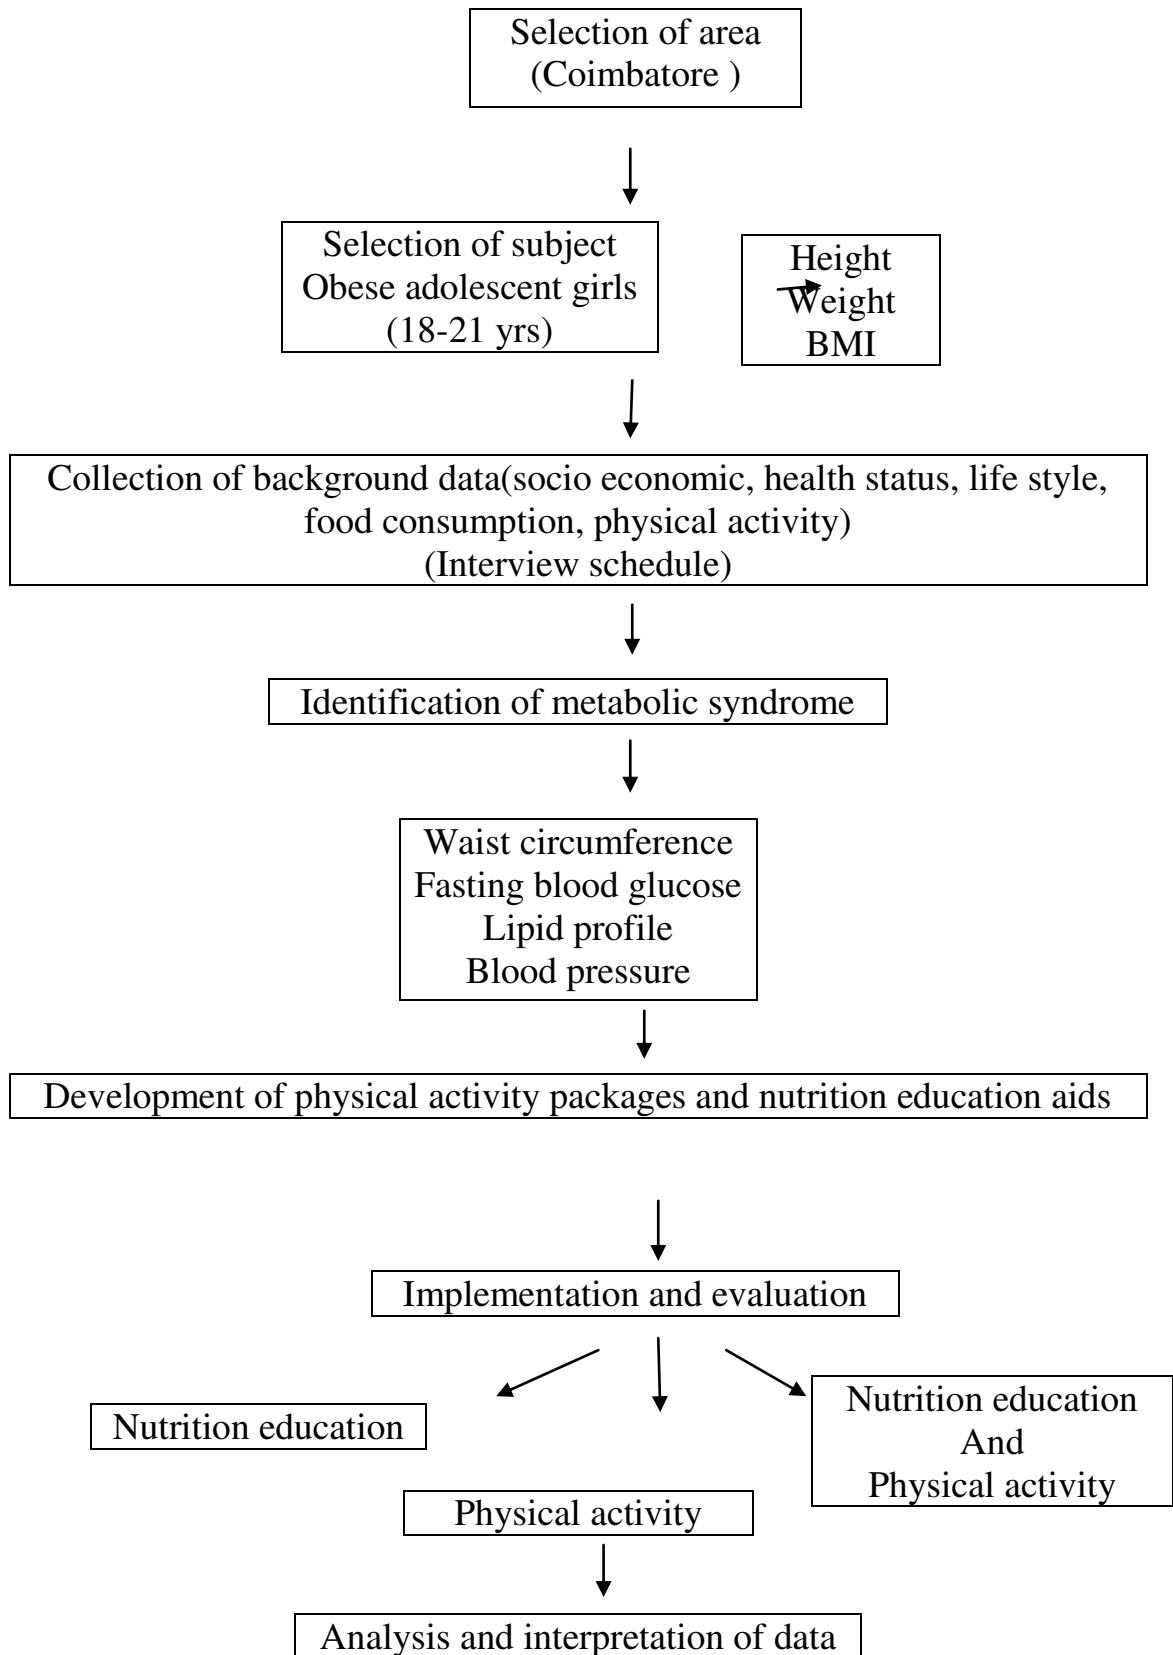 Selection of area
(Coimbatore )
Selection of subject
Obese adolescent girls
(18-21 yrs)
Height
Weight
BMI
Collection of background data(socio economic, health status, life style,
food consumption, physical activity)
(Interview schedule)
Identification of metabolic syndrome
Waist circumference
Fasting blood glucose
Lipid profile
Blood pressure
Development of physical activity packages and nutrition education aids
Implementation and evaluation
Nutrition education
Nutrition education
And
Physical activity
Physical activity
Analysis and interpretation of data